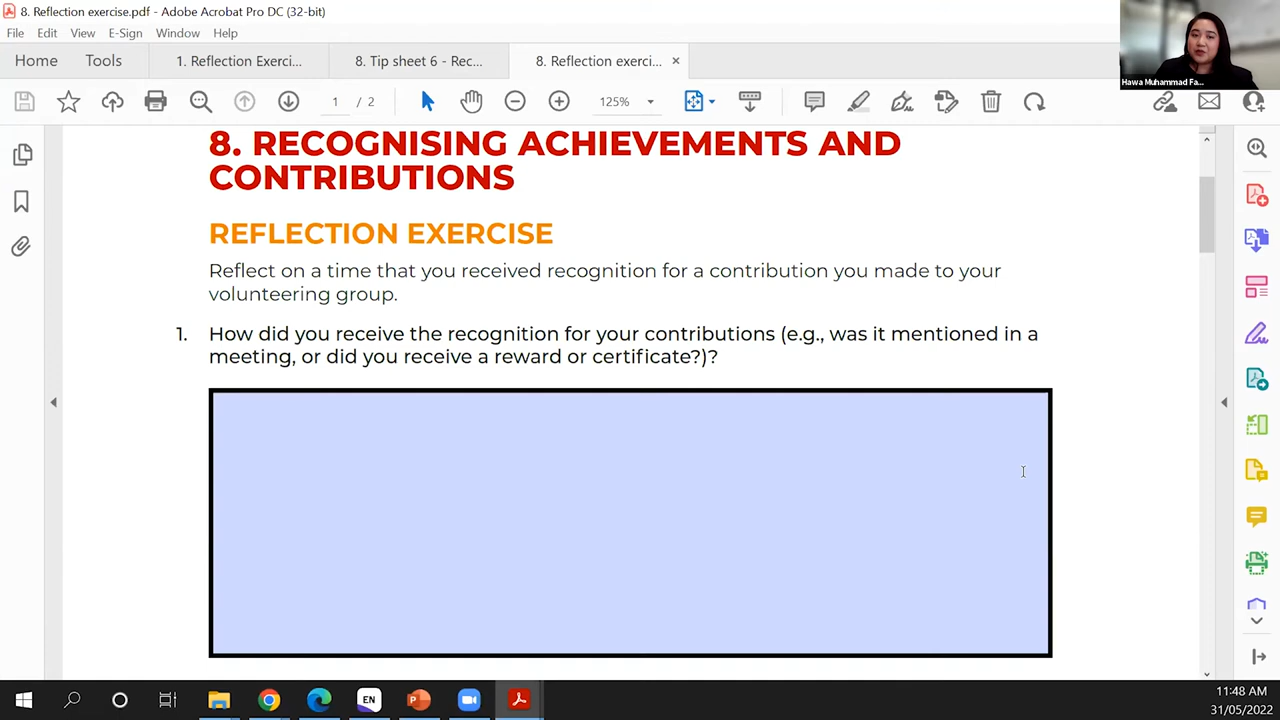 8. Reflection exercise.pdf - Adobe Acrobat Pro DC (32-bit)
File Edit View E-Sign Window Help
Home Tools 1. Reflection Exerci... 8. Tip sheet 6 - Rec... 8. Reflection exerci... ×
1 / 2 125%
Hawa Muhammad Fa...
8. RECOGNISING ACHIEVEMENTS AND
CONTRIBUTIONS
REFLECTION EXERCISE
Reflect on a time that you received recognition for a contribution you made to your
volunteering group.
1. How did you receive the recognition for your contributions (e.g., was it mentioned in a
meeting, or did you receive a reward or certificate?)?
EN
11:48 AM
31/05/2022